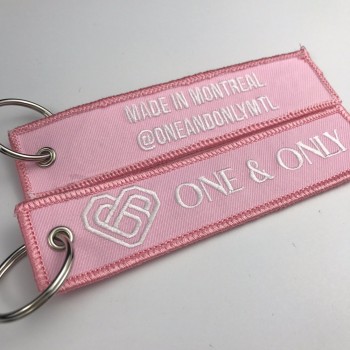 MADE IN MONTREAL
@ONEANDONLYMTL
ONE & ONLY